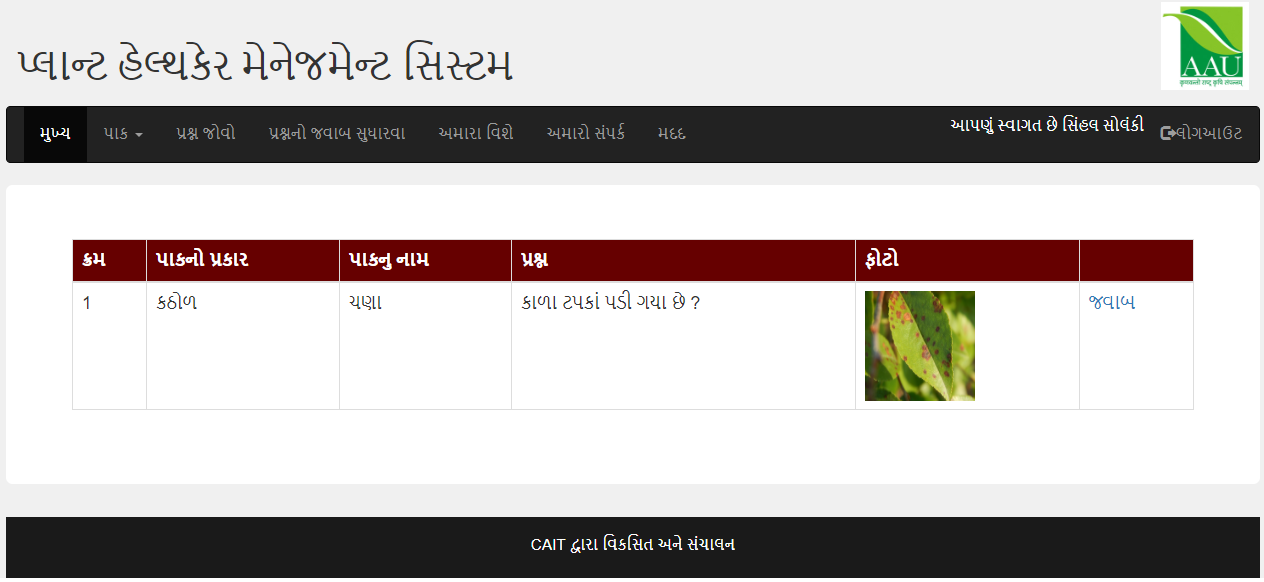 પ્લાન્ટ હેલ્થકેર મેનેજમેન્ટ સિસ્ટમ
AAU
મુખ્ય પાક પ્રશ્ન જોવો પ્રશ્નનો જવાબ સુધારવા અમારા વિશે અમારો સંપર્ક મદદ આપણું સ્વાગત છે સિંહલ સોલંકી લોગઆઉટ
ક્રમ પાકનો પ્રકાર પાકનુ નામ પ્રશ્ન ફોટો
1 કઠોળ ચણા કાળા ટપકાં પડી ગયા છે ? જવાબ
CAIT દ્વારા વિકસિત અને સંચાલન